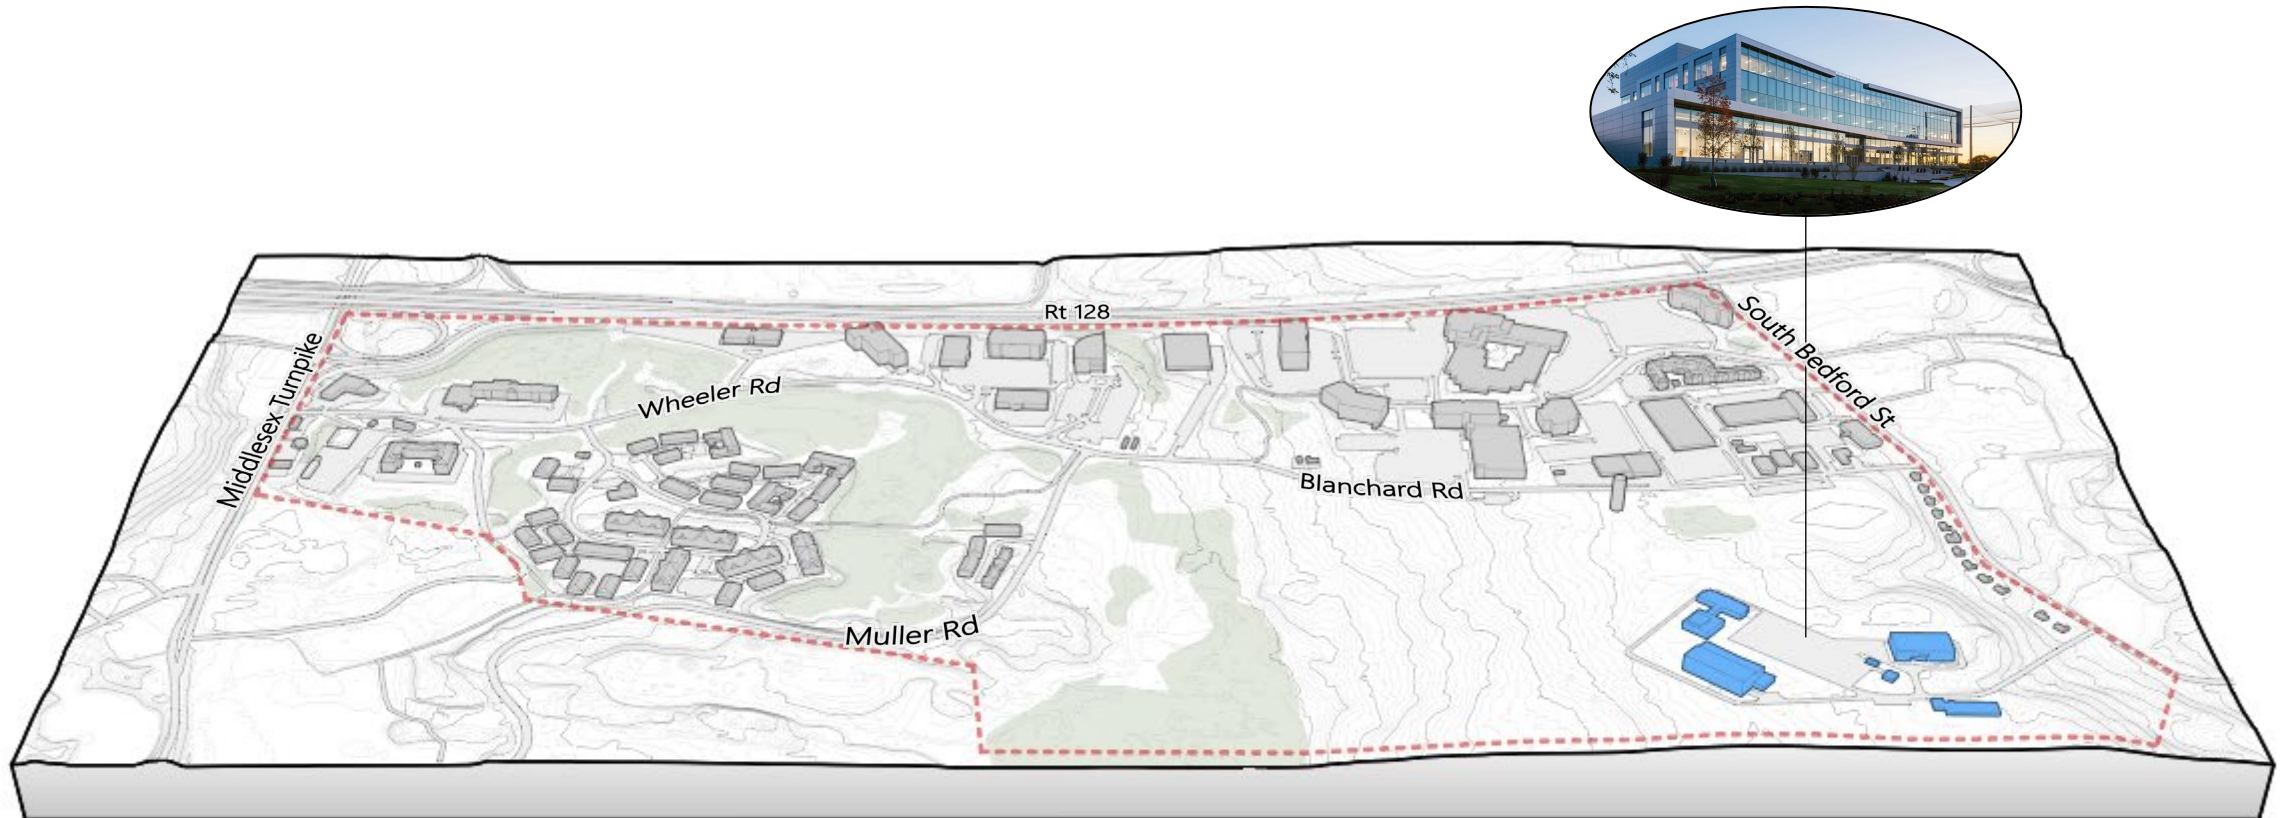 Rt 128
South Bedford St
Middlesex Turnpike
Wheeler Rd
Blanchard Rd
Muller Rd